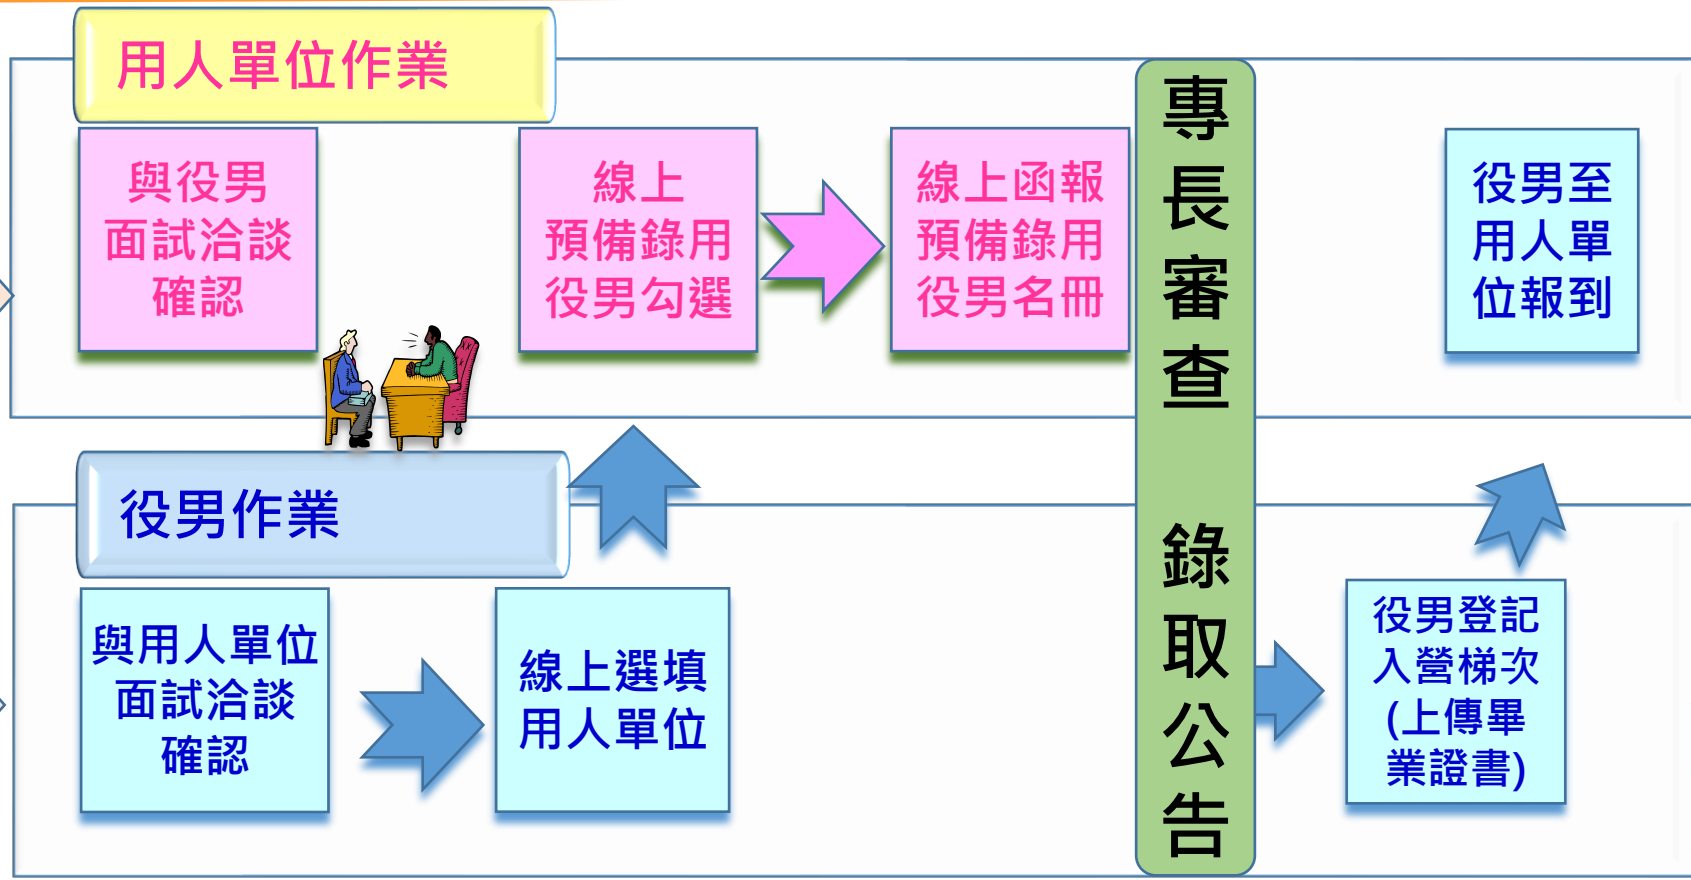 用人單位作業
與役男
面試洽談
確認
線上
預備錄用
役男勾選
線上函報
預備錄用
役男名冊
專長審查 錄取公告
役男至
用人單
位報到
役男作業
與用人單位
面試洽談
確認
線上選填
用人單位
役男登記
入營梯次
(上傳畢
業證書)